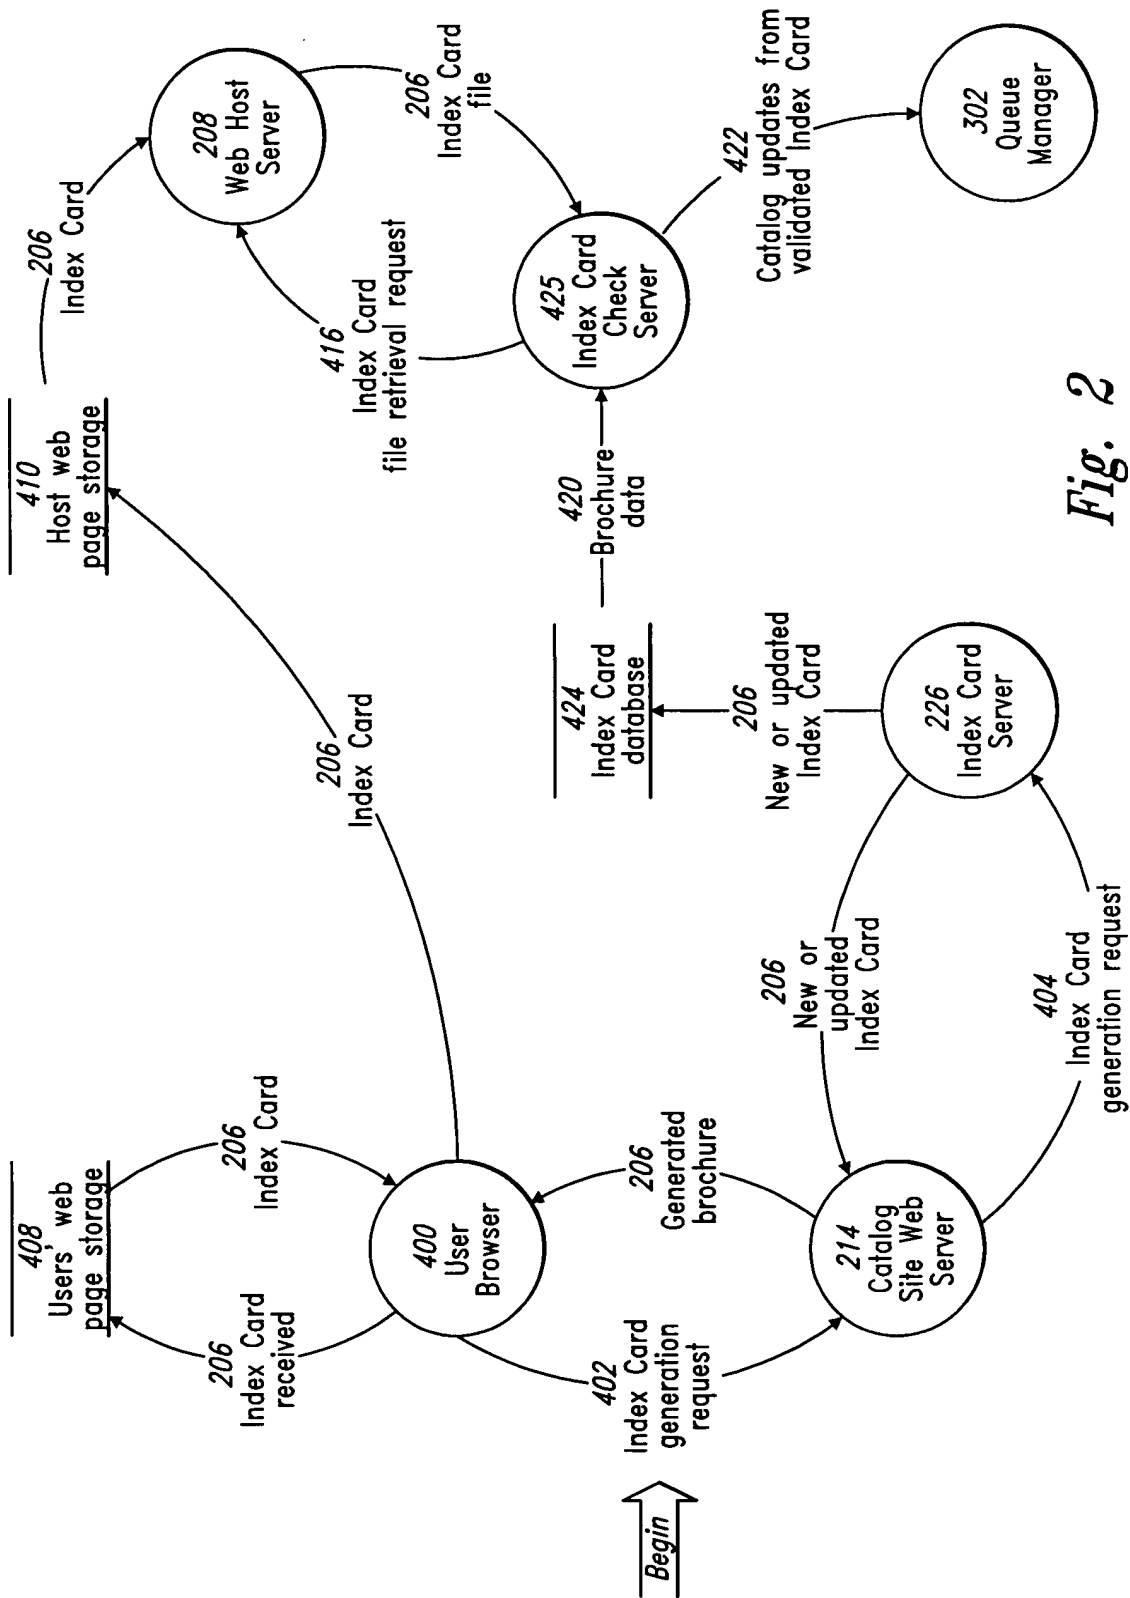 408
Users' web
page storage
206
Index Card
received
206
Index Card
400
User
Browser
Begin
402
Index Card
generation
request
206
Generated
brochure
214
Catalog
Site Web
Server
206
New or
updated
Index Card
404
Index Card
generation request
226
Index Card
Server
206
New or updated
Index Card
424
Index Card
database
206
Index Card
410
Host web
page storage
206
Index Card
208
Web Host
Server
206
Index Card
file
416
Index Card
file retrieval request
420
Brochure
data
425
Index Card
Check
Server
422
Catalog updates from
validated Index Card
302
Queue
Manager
Fig. 2